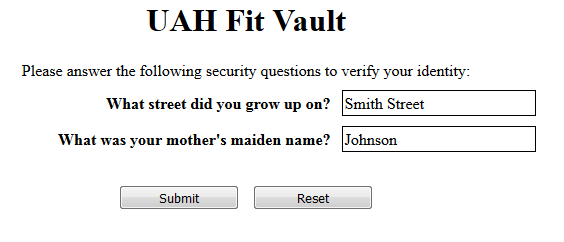 UAH Fit Vault
Please answer the following security questions to verify your identity:
What street did you grow up on? Smith Street
What was your mother's maiden name? Johnson
Submit Reset